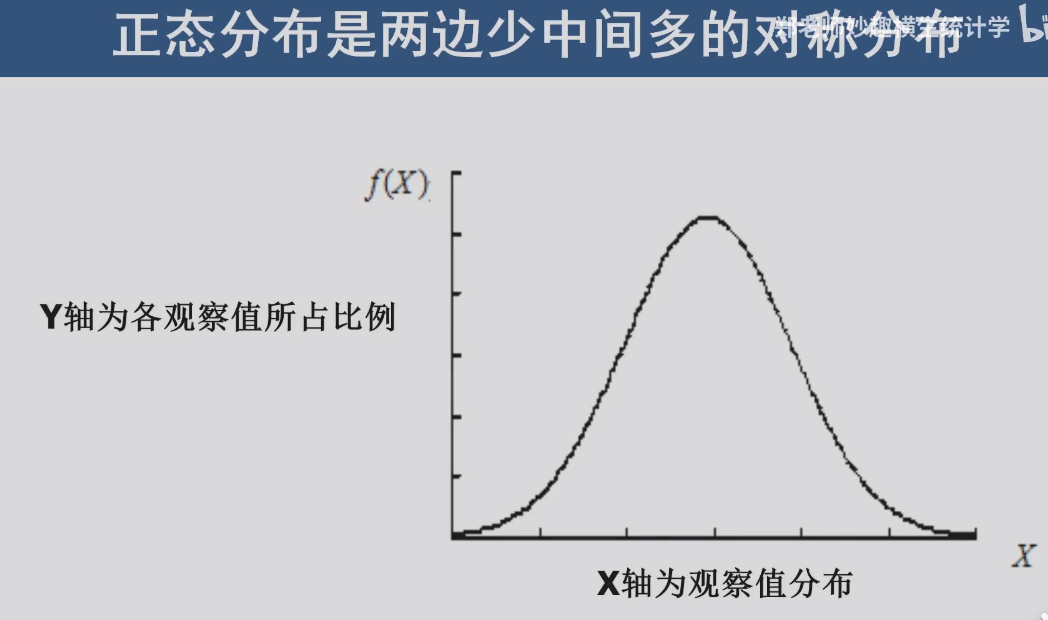 正态分布是两边少中间多的对称分布
郑老师妙趣横生统计学
f(X)
Y轴为各观察值所占比例
X
X轴为观察值分布